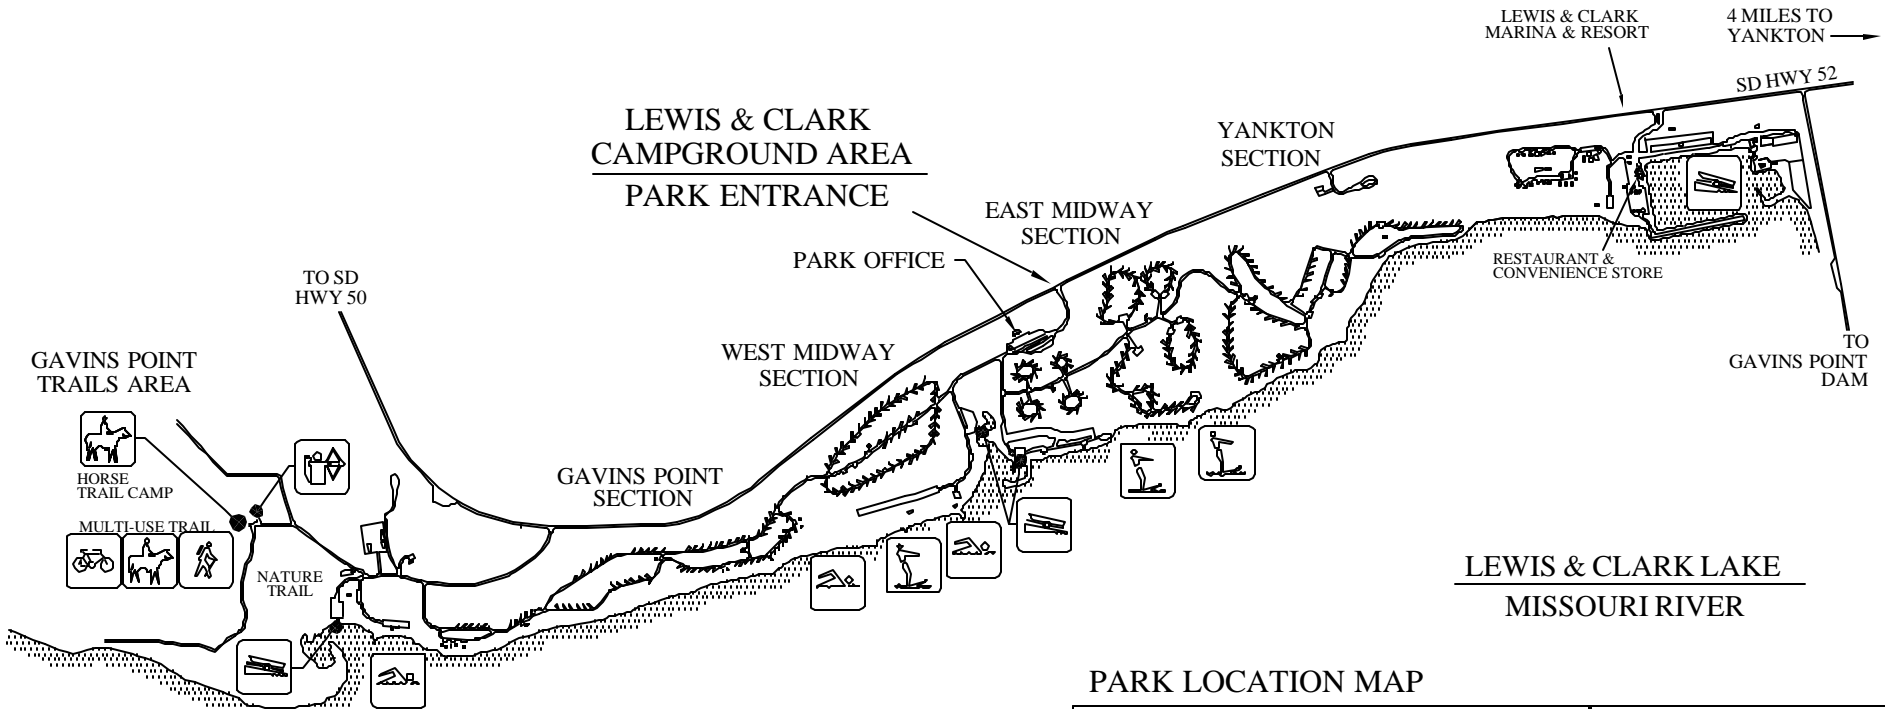 LEWIS & CLARK
MARINA & RESORT
4 MILES TO
YANKTON
SD HWY 52
LEWIS & CLARK
CAMPGROUND AREA
PARK ENTRANCE
YANKTON
SECTION
EAST MIDWAY
SECTION
PARK OFFICE
RESTAURANT &
CONVENIENCE STORE
TO SD
HWY 50
WEST MIDWAY
SECTION
TO
GAVINS POINT
DAM
GAVINS POINT
TRAILS AREA
HORSE
TRAIL CAMP
GAVINS POINT
SECTION
MULTI-USE TRAIL
NATURE
TRAIL
LEWIS & CLARK LAKE
MISSOURI RIVER
PARK LOCATION MAP